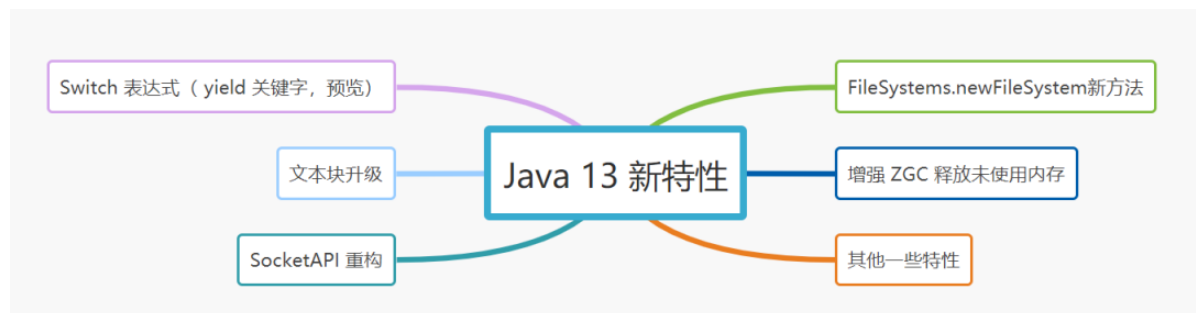 Switch 表达式（ yield 关键字，预览）
文本块升级
SocketAPI 重构
Java 13 新特性
FileSystems.newFileSystem新方法
增强 ZGC 释放未使用内存
其他一些特性